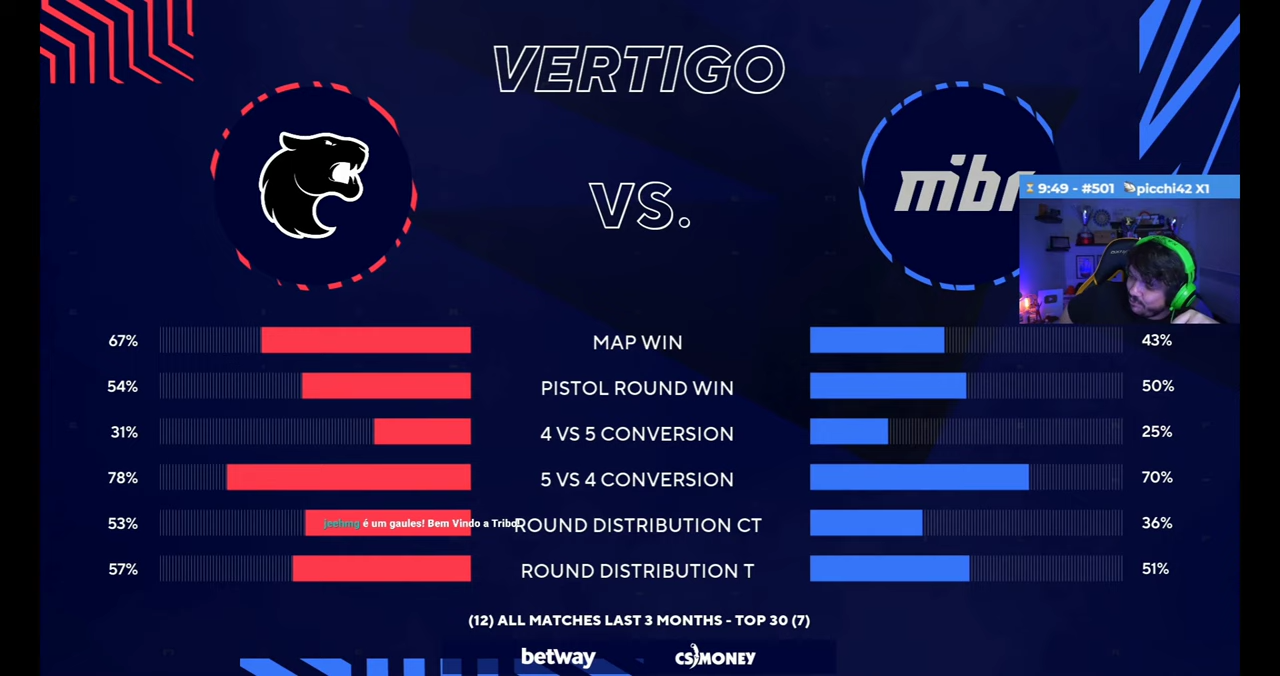 VERTIGO
VS.
mibr
9:49 - #501 picchi42 X1
67% MAP WIN 43%
54% PISTOL ROUND WIN 50%
31% 4 VS 5 CONVERSION 25%
78% 5 VS 4 CONVERSION 70%
jeehmg é um gaules! Bem Vindo a Tribo
53% ROUND DISTRIBUTION CT 36%
57% ROUND DISTRIBUTION T 51%
(12) ALL MATCHES LAST 3 MONTHS - TOP 30 (7)
betway CS MONEY